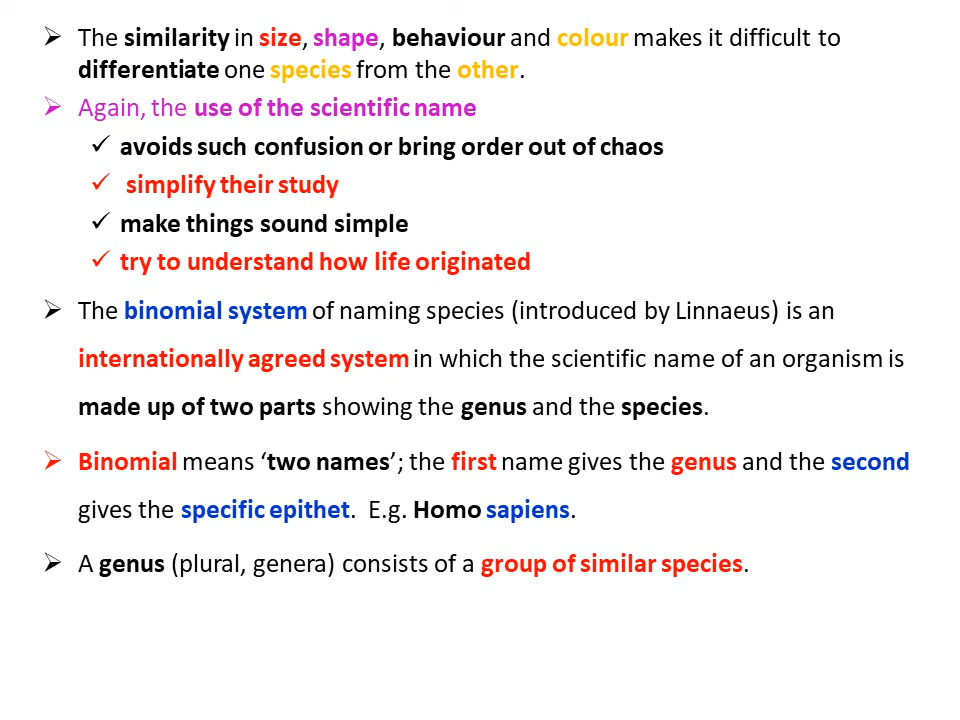 ➢ The similarity in size, shape, behaviour and colour makes it difficult to
differentiate one species from the other.
➢ Again, the use of the scientific name
✓ avoids such confusion or bring order out of chaos
✓ simplify their study
✓ make things sound simple
✓ try to understand how life originated
➢ The binomial system of naming species (introduced by Linnaeus) is an
internationally agreed system in which the scientific name of an organism is
made up of two parts showing the genus and the species.
➢ Binomial means ‘two names’; the first name gives the genus and the second
gives the specific epithet. E.g. Homo sapiens.
➢ A genus (plural, genera) consists of a group of similar species.